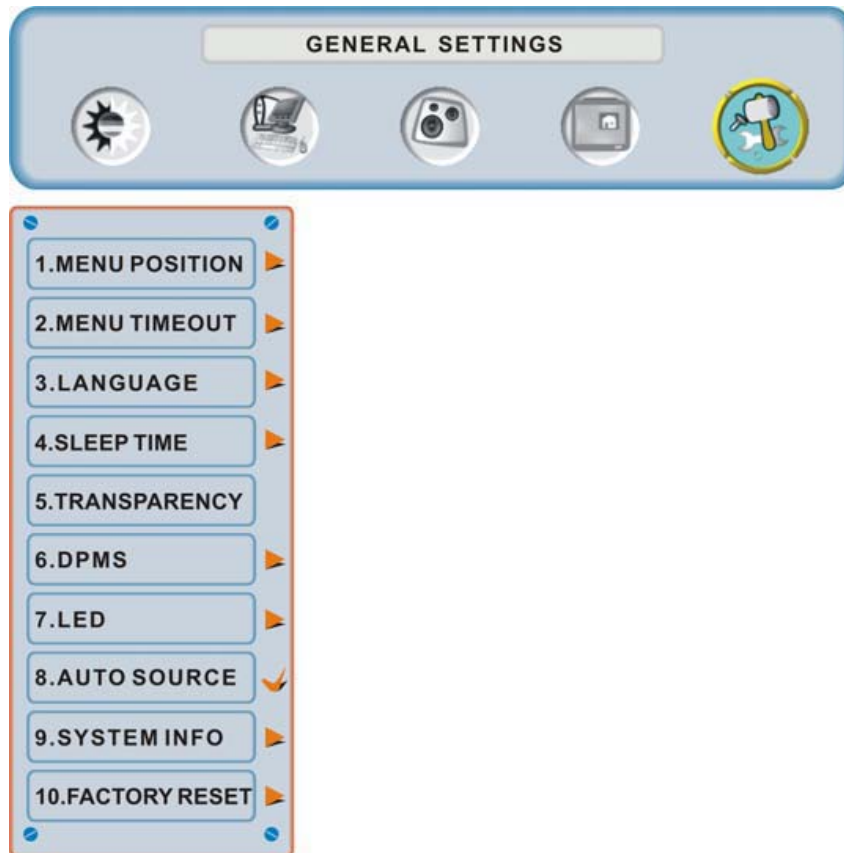 GENERAL SETTINGS
1.MENU POSITION
2.MENU TIMEOUT
3.LANGUAGE
4.SLEEP TIME
5.TRANSPARENCY
6.DPMS
7.LED
8.AUTO SOURCE
9.SYSTEM INFO
10.FACTORY RESET